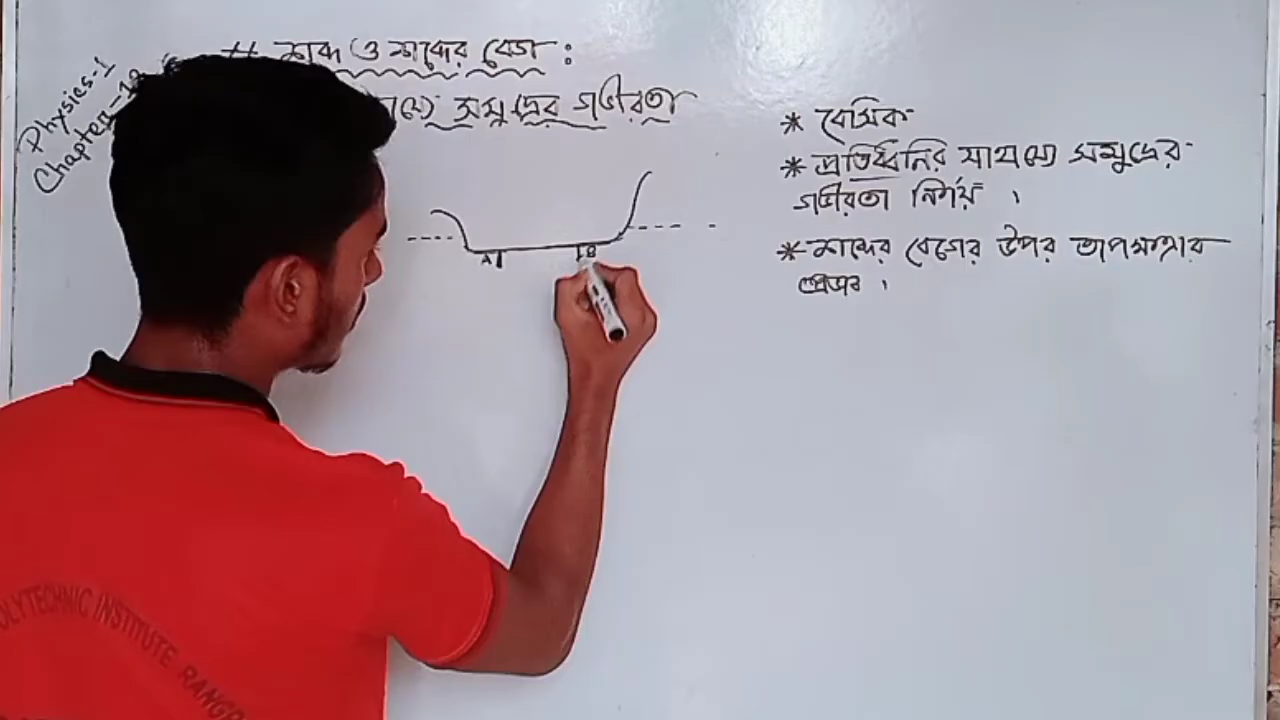 Physics-1
Chapter-1
# শব্দ ও শব্দের বেগ :
সমুদ্রের গভীরতা
A
B
* বেসিক
* প্রতিধ্বনির মাধ্যমে সমুদ্রের
গভীরতা নির্ণয় ।
* শব্দের বেগের উপর তাপমাত্রার
প্রভাব ।
POLYTECHNIC INSTITUTE